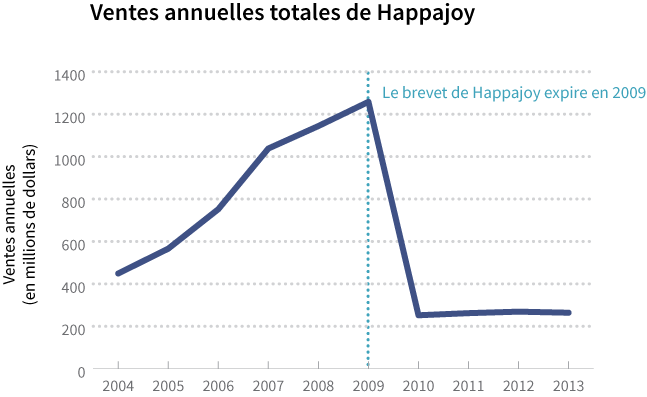 Ventes annuelles totales de Happajoy
Le brevet de Happajoy expire en 2009
Ventes annuelles
(en millions de dollars)
1400
1200
1000
800
600
400
200
0
2004 2005 2006 2007 2008 2009 2010 2011 2012 2013